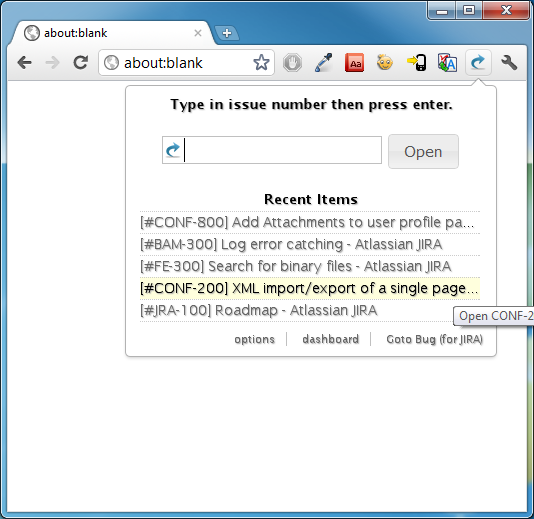 about:blank
about:blank
Aa
Type in issue number then press enter.
Open
Recent Items
[#CONF-800] Add Attachments to user profile pa...
[#BAM-300] Log error catching - Atlassian JIRA
[#FE-300] Search for binary files - Atlassian JIRA
[#CONF-200] XML import/export of a single page...
[#JRA-100] Roadmap - Atlassian JIRA
Open CONF-2
options dashboard Goto Bug (for JIRA)